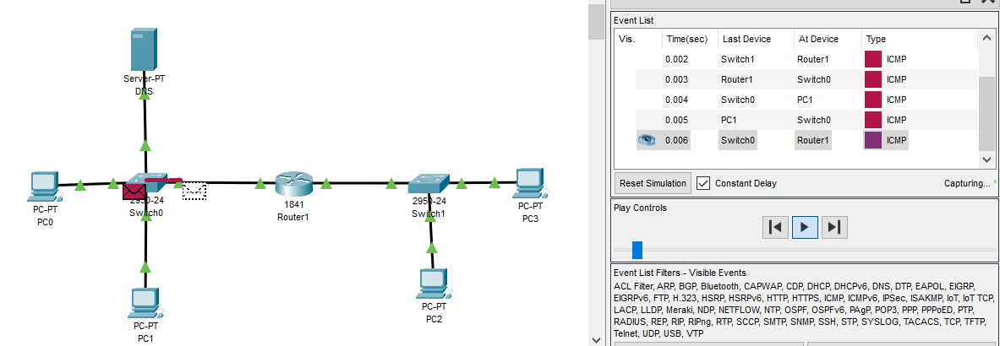 Server-PT
DNS
PC-PT
PC0
2950-24
Switch0
1841
Router1
2950-24
Switch1
PC-PT
PC3
PC-PT
PC1
PC-PT
PC2
Event List
Vis. Time(sec) Last Device At Device Type
0.002 Switch1 Router1 ICMP
0.003 Router1 Switch0 ICMP
0.004 Switch0 PC1 ICMP
0.005 PC1 Switch0 ICMP
0.006 Switch0 Router1 ICMP
Reset Simulation Constant Delay Capturing...
Play Controls
Event List Filters - Visible Events
ACL Filter, ARP, BGP, Bluetooth, CAPWAP, CDP, DHCP, DHCPv6, DNS, DTP, EAPOL, EIGRP,
EIGRPv6, FTP, H.323, HSRP, HSRPv6, HTTP, HTTPS, ICMP, ICMPv6, IPSec, ISAKMP, IoT, IoT TCP,
LACP, LLDP, Meraki, NDP, NETFLOW, NTP, OSPF, OSPFv6, PAgP, POP3, PPP, PPPoED, PTP,
RADIUS, REP, RIP, RIPng, RTP, SCCP, SMTP, SNMP, SSH, STP, SYSLOG, TACACS, TCP, TFTP,
Telnet, UDP, USB, VTP